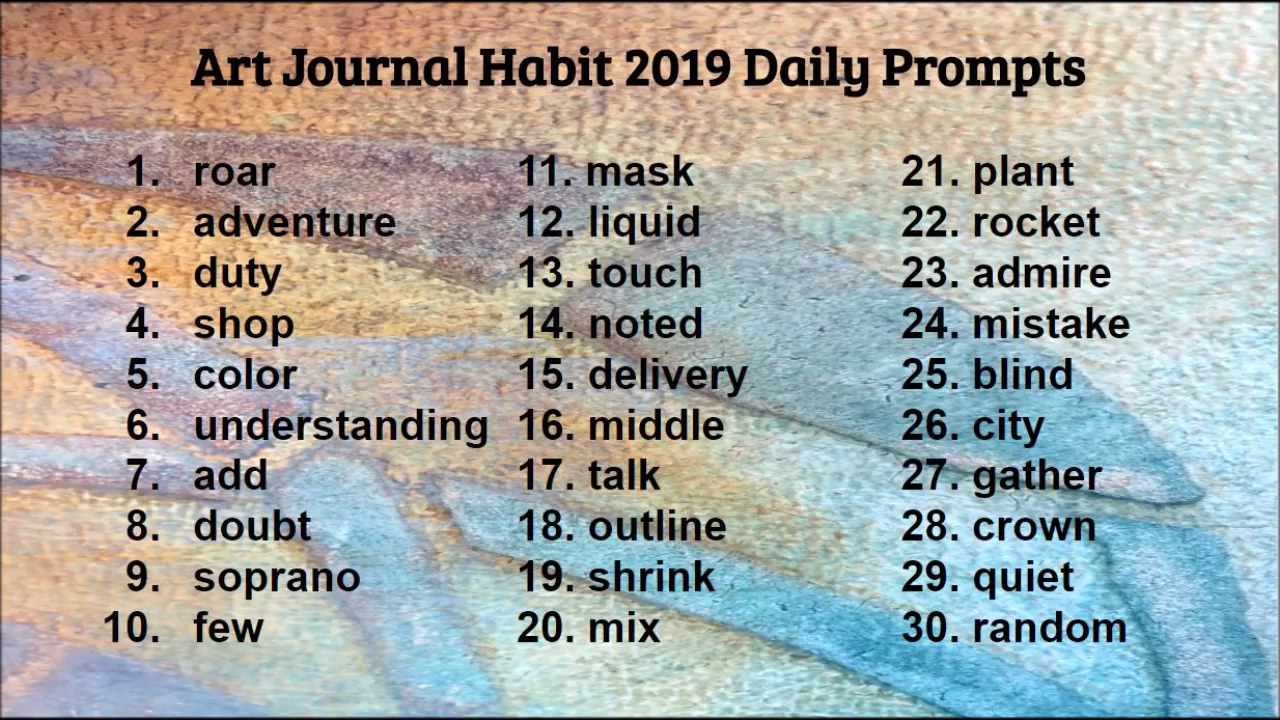 Art Journal Habit 2019 Daily Prompts
1. roar
2. adventure
3. duty
4. shop
5. color
6. understanding
7. add
8. doubt
9. soprano
10. few
11. mask
12. liquid
13. touch
14. noted
15. delivery
16. middle
17. talk
18. outline
19. shrink
20. mix
21. plant
22. rocket
23. admire
24. mistake
25. blind
26. city
27. gather
28. crown
29. quiet
30. random